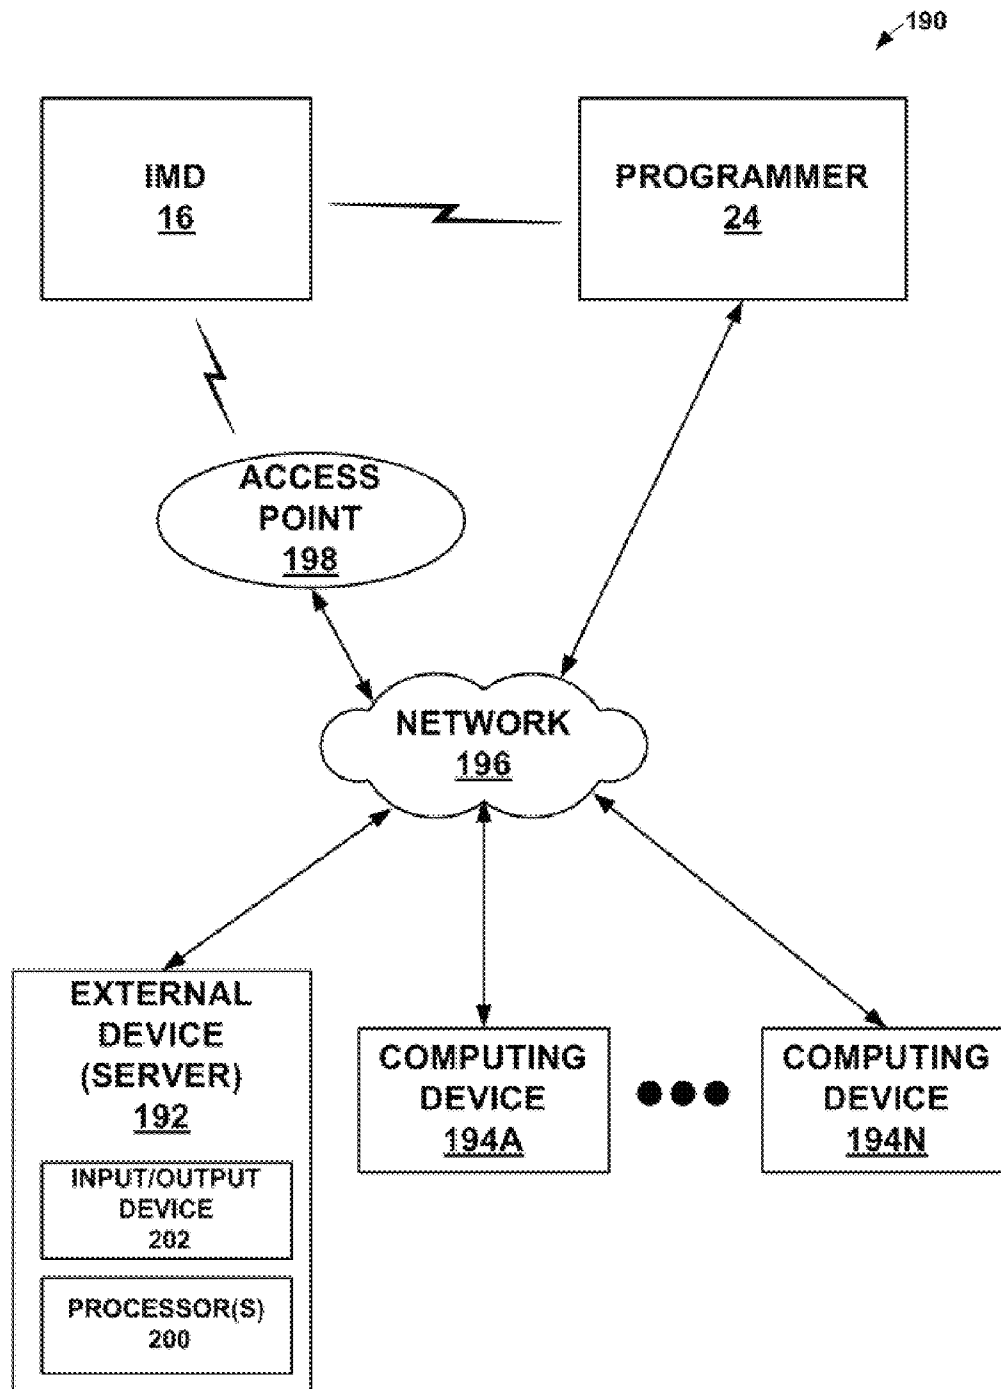 190
IMD
16
PROGRAMMER
24
ACCESS
POINT
198
NETWORK
196
EXTERNAL
DEVICE
(SERVER)
192
INPUT/OUTPUT
DEVICE
202
PROCESSOR(S)
200
COMPUTING
DEVICE
194A
COMPUTING
DEVICE
194N